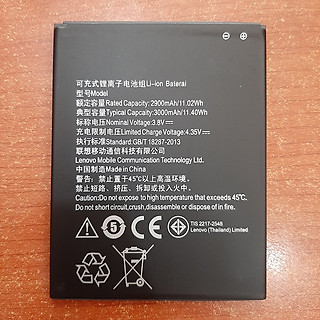 可充式锂离子电池组Li-ion Baterai
型号Model
额定容量Rated Capacity:2900mAh/11.02Wh
典型容量Typical Capcaity:3000mAh/11.40Wh
标称电压Nominal Voltage:3.8V
充电限制电压Limited Charge Voltage:4.35V
执行标准Standard:GB/T18287-2013
联想移动通信科技有限公司
Lenovo Mobile Communication Technology Ltd.
中国制造Made in China
警告: 禁止置于45℃以上高温环境。
禁止短路、挤压、拆卸或投入火中。
Caution:Do not expose to high temperature that exceeds 45℃.
Do not short circuit,crush,disassemble or dispose of in fire.
5
CE
TIS 2217-2548
Lenovo (Thailand) Limited